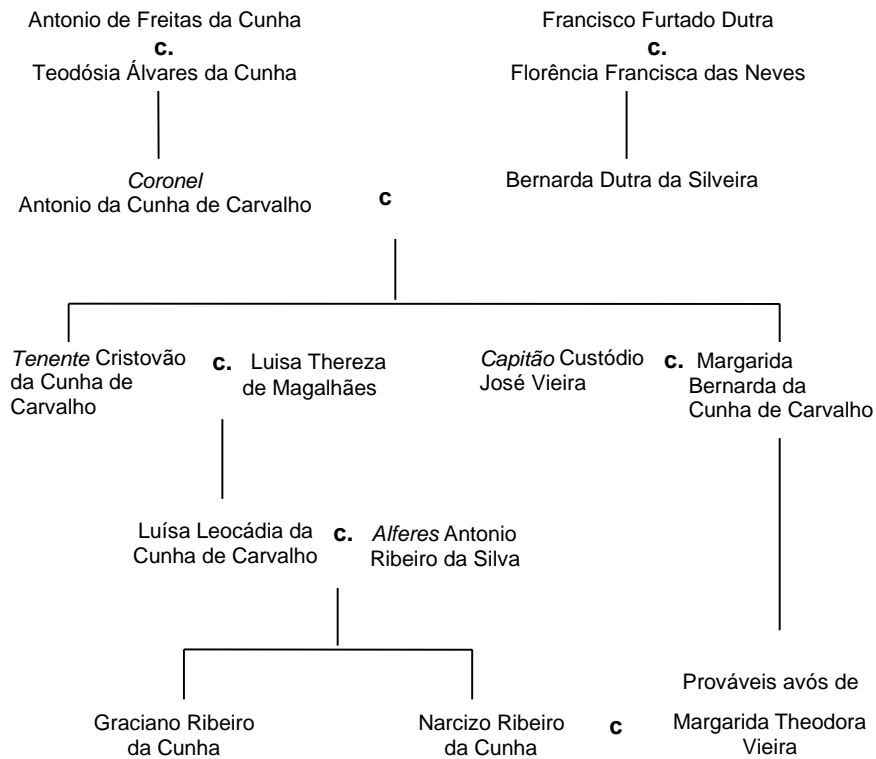 Antonio de Freitas da Cunha
c.
Teodósia Álvares da Cunha
Francisco Furtado Dutra
c.
Florência Francisca das Neves
Coronel
Antonio da Cunha de Carvalho
c
Bernarda Dutra da Silveira
Tenente Cristovão
da Cunha de
Carvalho
c.
Luisa Thereza
de Magalhães
Capitão Custódio
José Vieira
c.
Margarida
Bernarda da
Cunha de Carvalho
Luísa Leocádia da
Cunha de Carvalho
c.
Alferes Antonio
Ribeiro da Silva
Graciano Ribeiro
da Cunha
Narcizo Ribeiro
da Cunha
c
Prováveis avós de
Margarida Theodora
Vieira